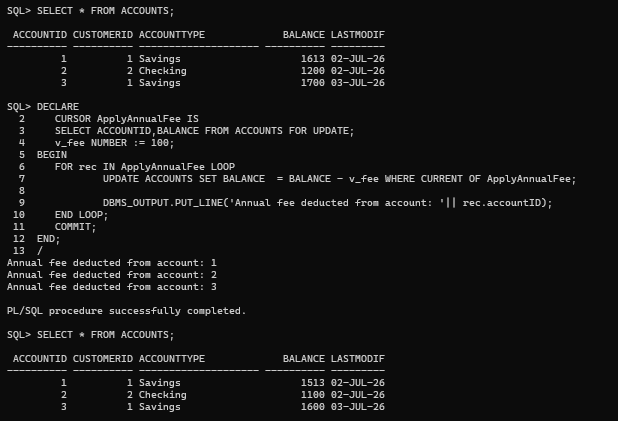 SQL> SELECT * FROM ACCOUNTS;
 ACCOUNTID CUSTOMERID ACCOUNTTYPE             BALANCE LASTMODIF
---------- ---------- -------------------- ---------- ---------
         1          1 Savings                    1613 02-JUL-26
         2          2 Checking                   1200 02-JUL-26
         3          1 Savings                    1700 03-JUL-26
SQL> DECLARE
  2     CURSOR ApplyAnnualFee IS
  3     SELECT ACCOUNTID,BALANCE FROM ACCOUNTS FOR UPDATE;
  4     v_fee NUMBER := 100;
  5  BEGIN
  6     FOR rec IN ApplyAnnualFee LOOP
  7             UPDATE ACCOUNTS SET BALANCE  = BALANCE - v_fee WHERE CURRENT OF ApplyAnnualFee;
  8
  9             DBMS_OUTPUT.PUT_LINE('Annual fee deducted from account: '|| rec.accountID);
 10     END LOOP;
 11     COMMIT;
 12  END;
 13  /
Annual fee deducted from account: 1
Annual fee deducted from account: 2
Annual fee deducted from account: 3
PL/SQL procedure successfully completed.
SQL> SELECT * FROM ACCOUNTS;
 ACCOUNTID CUSTOMERID ACCOUNTTYPE             BALANCE LASTMODIF
---------- ---------- -------------------- ---------- ---------
         1          1 Savings                    1513 02-JUL-26
         2          2 Checking                   1100 02-JUL-26
         3          1 Savings                    1600 03-JUL-26